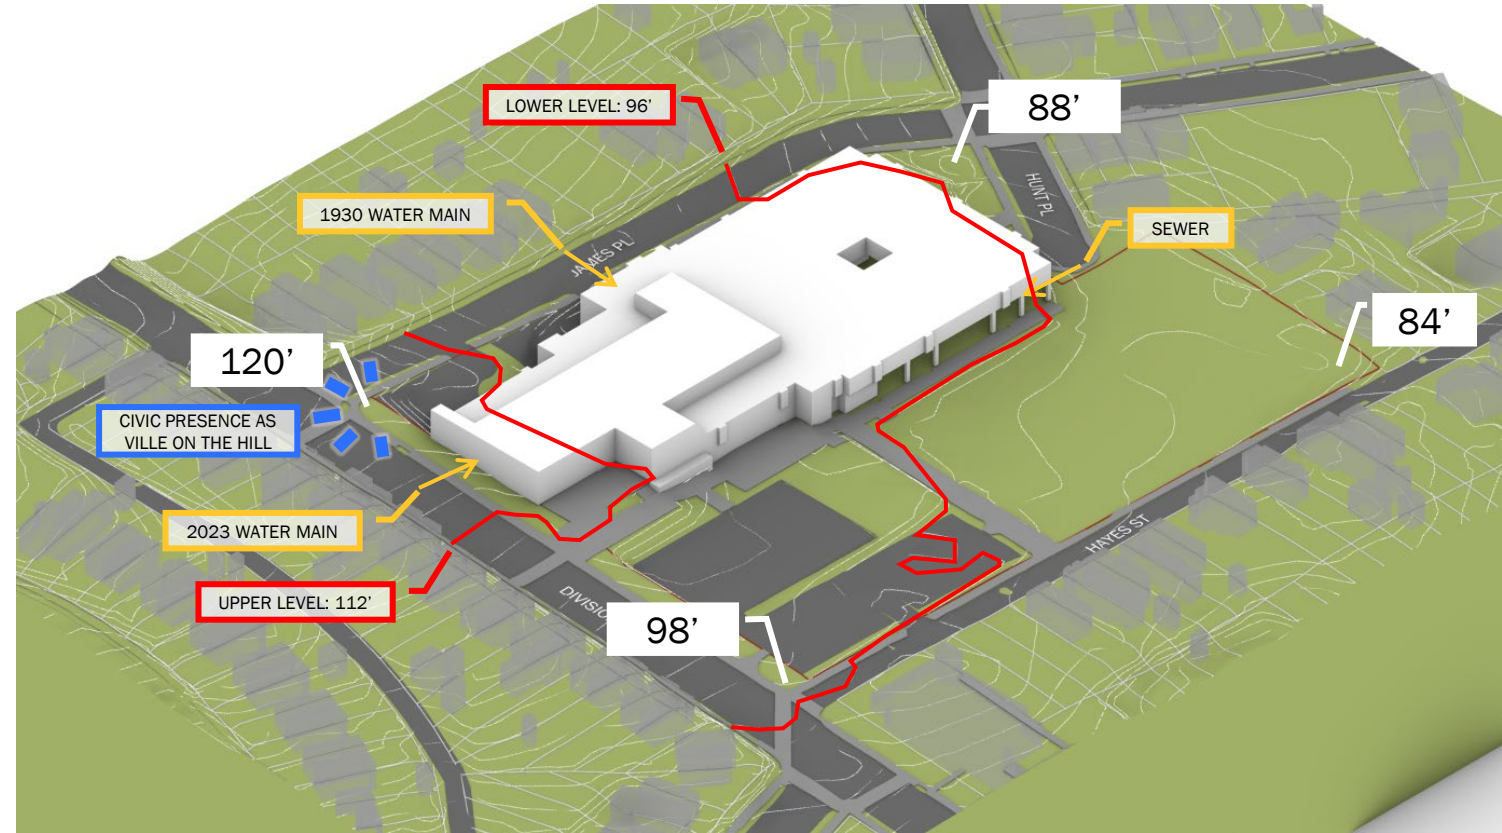 LOWER LEVEL: 96’
88’
1930 WATER MAIN
HUNT PL
SEWER
JAMES PL
84’
120’
CIVIC PRESENCE AS
VILLE ON THE HILL
2023 WATER MAIN
HAYES ST
UPPER LEVEL: 112’
98’